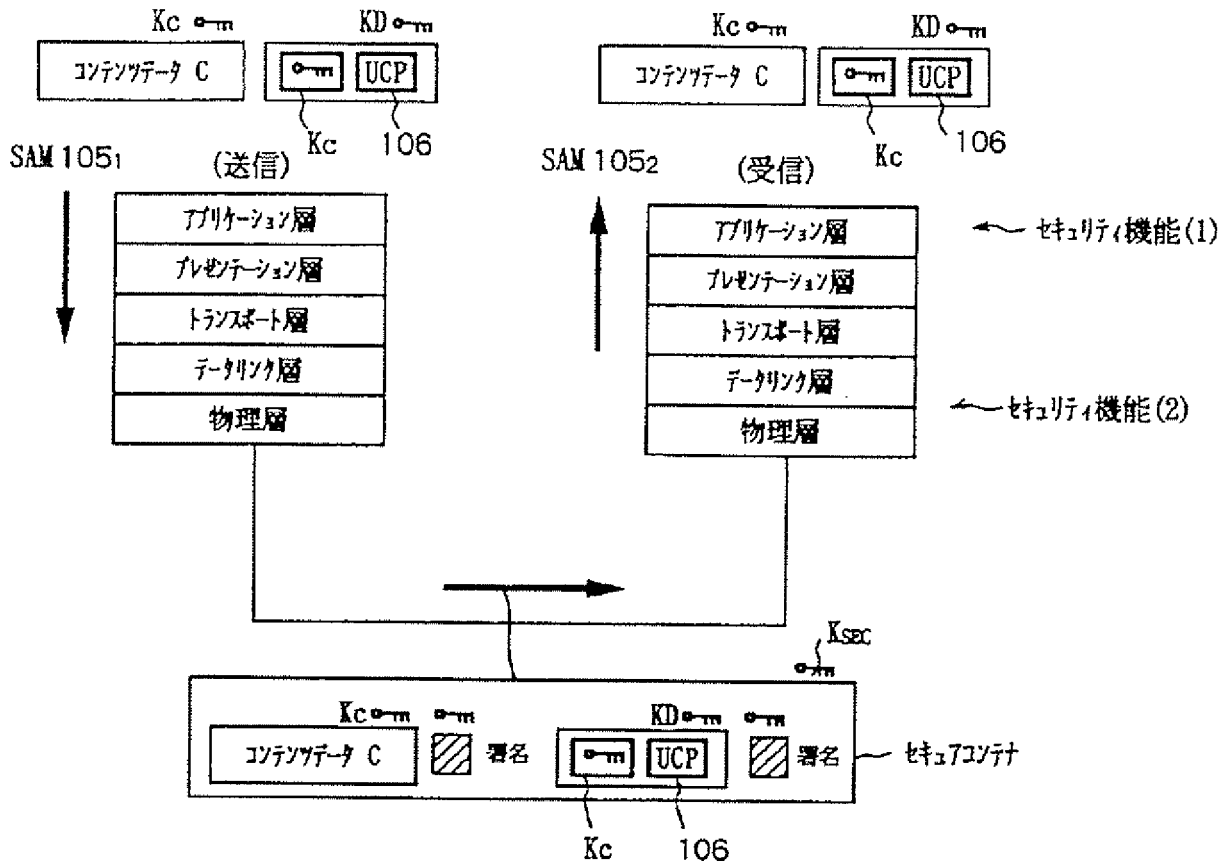 Kc KD
コンテンツデータ C UCP
Kc 106
SAM 105₁ (送信)
アプリケーション層
プレゼンテーション層
トランスポート層
データリンク層
物理層
Kc KD
コンテンツデータ C UCP
Kc 106
SAM 105₂ (受信)
アプリケーション層
プレゼンテーション層
トランスポート層
データリンク層
物理層
セキュリティ機能(1)
セキュリティ機能(2)
KSEC
Kc KD
コンテンツデータ C 署名 UCP 署名
セキュアコンテナ
Kc 106